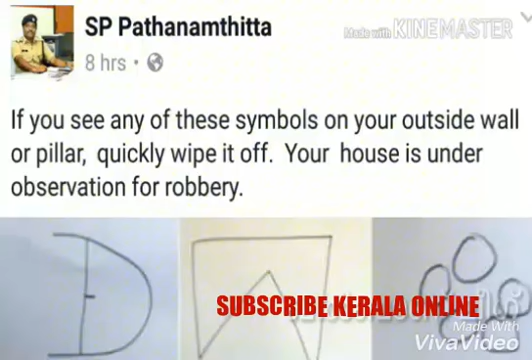 SP Pathanamthitta
Made with KINEMASTER
8 hrs
If you see any of these symbols on your outside wall
or pillar, quickly wipe it off. Your house is under
observation for robbery.
SUBSCRIBE KERALA ONLINE
Made With
VivaVideo